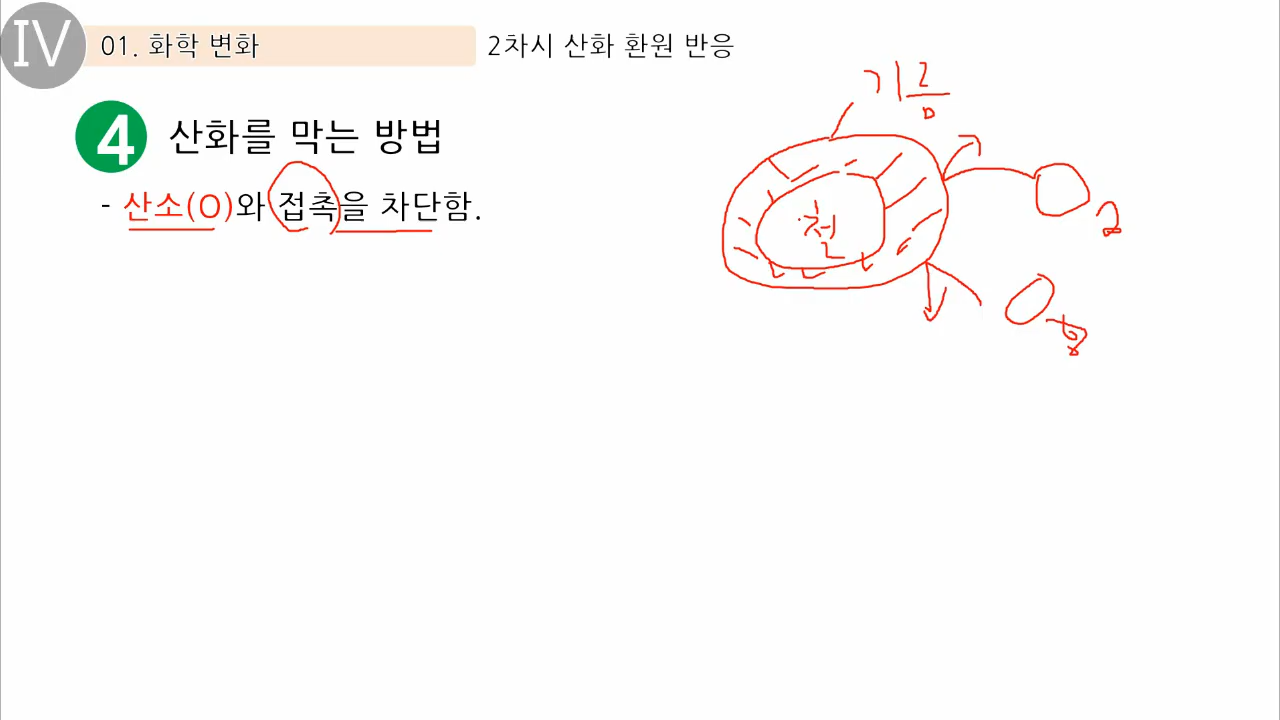 IV 01. 화학 변화 2차시 산화 환원 반응
4 산화를 막는 방법
- 산소(O)와 접촉을 차단함.
기름
철
O2